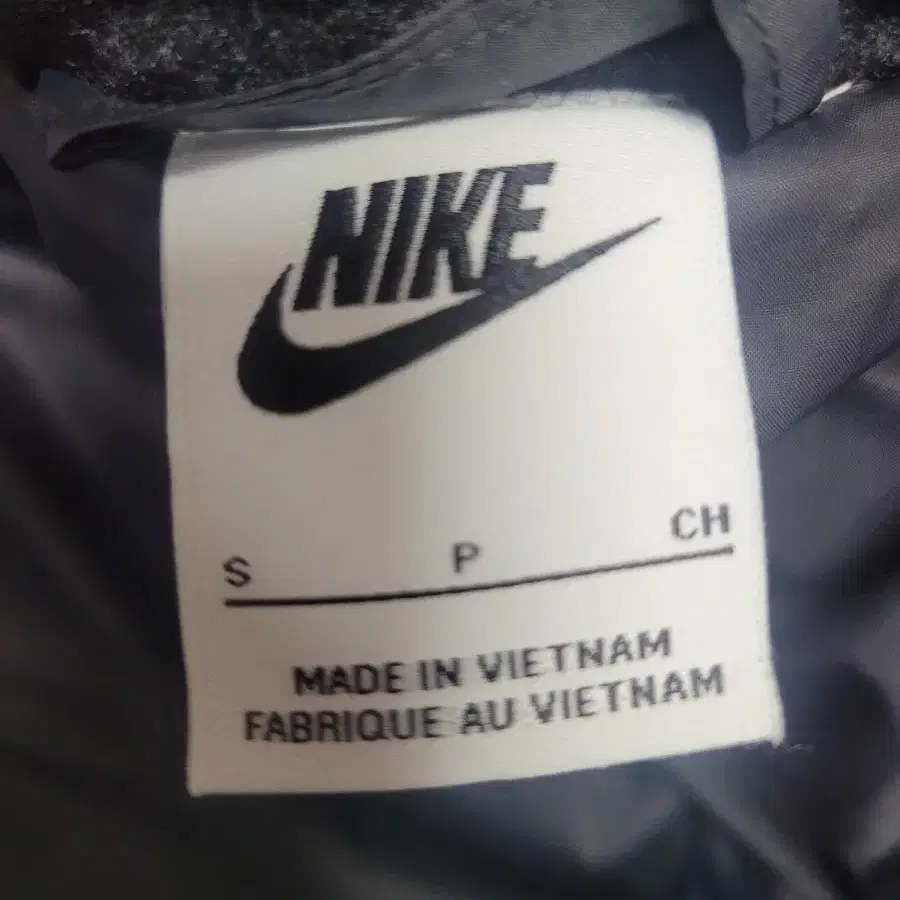 NIKE
S P CH
MADE IN VIETNAM
FABRIQUE AU VIETNAM